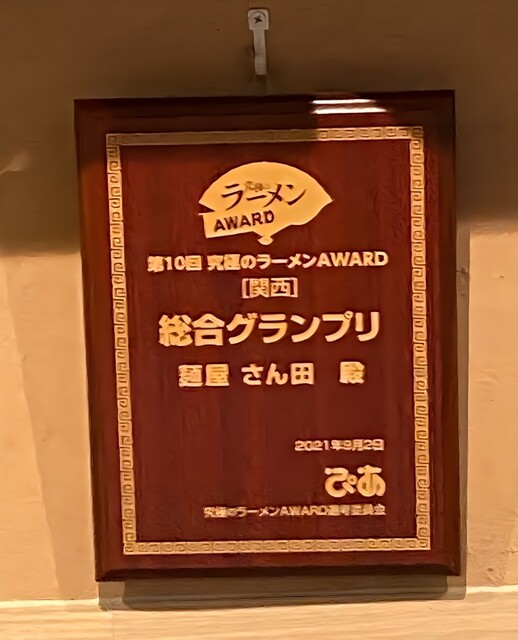 究極の
ラーメン
AWARD
第10回 究極のラーメンAWARD
[関西]
総合グランプリ
麺屋 さん田 殿
2021年9月2日
ぴあ
究極のラーメンAWARD選考委員会